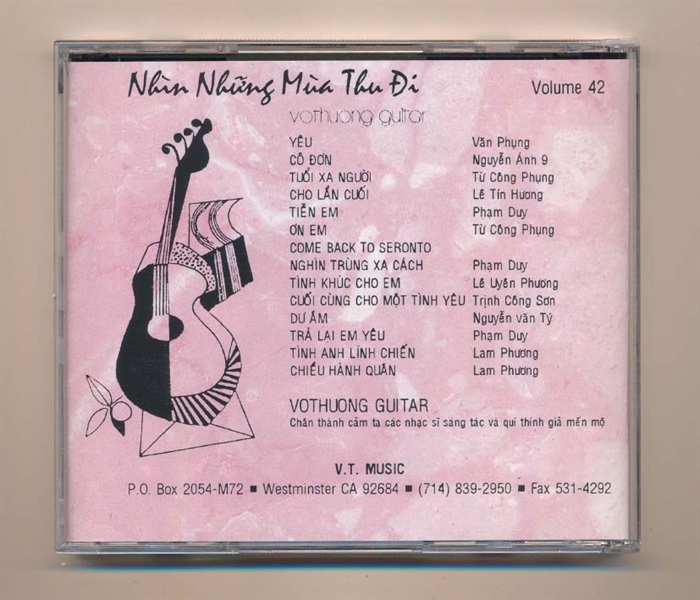 Nhìn Những Mùa Thu Đi Volume 42
vothuong guitar
YÊU Văn Phụng
CÔ ĐƠN Nguyễn Ánh 9
TUỔI XA NGƯỜI Từ Công Phụng
CHO LẦN CUỐI Lê Tín Hương
TIỄN EM Phạm Duy
ƠN EM Từ Công Phụng
COME BACK TO SERONTO
NGHÌN TRÙNG XA CÁCH Phạm Duy
TÌNH KHÚC CHO EM Lê Uyên Phương
CUỐI CÙNG CHO MỘT TÌNH YÊU Trịnh Công Sơn
DƯ ÂM Nguyễn Văn Tý
TRẢ LẠI EM YÊU Phạm Duy
TÌNH ANH LÍNH CHIẾN Lam Phương
CHIỀU HÀNH QUÂN Lam Phương
VOTHUONG GUITAR
Chân thành cảm tạ các nhạc sĩ sáng tác và quí thính giả mến mộ
V.T. MUSIC
P.O. Box 2054-M72 ■ Westminster CA 92684 ■ (714) 839-2950 ■ Fax 531-4292